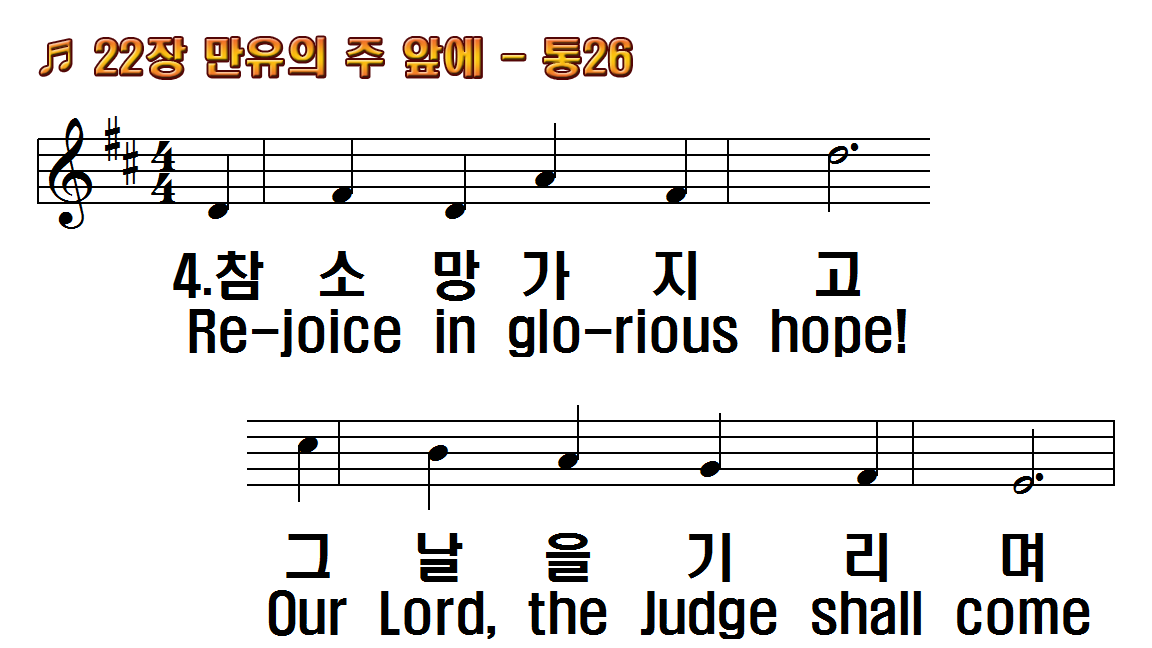 ♬ 22장 만유의 주 앞에 - 통26
4.참 소 망 가 지 고
Re-joice in glo-rious hope!
그 날 을 기 리 며
Our Lord, the Judge shall come